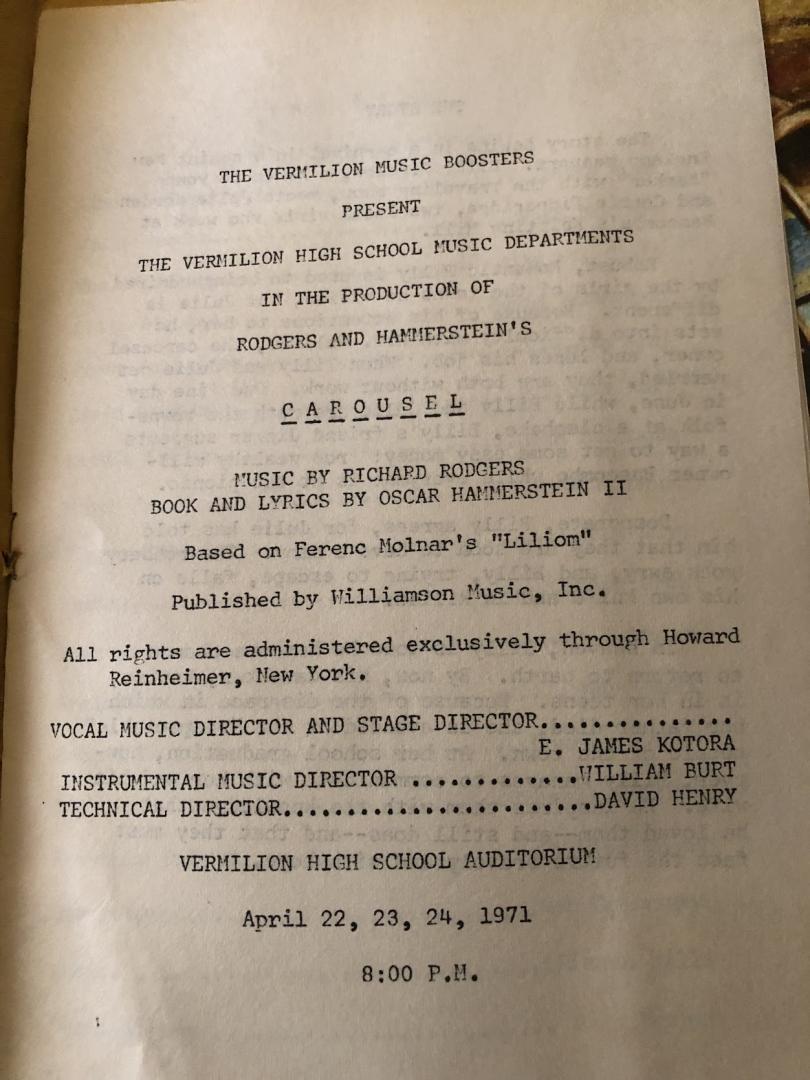 THE VERMILION MUSIC BOOSTERS
PRESENT
THE VERMILION HIGH SCHOOL MUSIC DEPARTMENTS
IN THE PRODUCTION OF
RODGERS AND HAMMERSTEIN'S
C A R O U S E L
MUSIC BY RICHARD RODGERS
BOOK AND LYRICS BY OSCAR HAMMERSTEIN II
Based on Ferenc Molnar's "Liliom"
Published by Williamson Music, Inc.
All rights are administered exclusively through Howard
Reinheimer, New York.
VOCAL MUSIC DIRECTOR AND STAGE DIRECTOR...............
E. JAMES KOTORA
INSTRUMENTAL MUSIC DIRECTOR .............WILLIAM BURT
TECHNICAL DIRECTOR........................DAVID HENRY
VERMILION HIGH SCHOOL AUDITORIUM
April 22, 23, 24, 1971
8:00 P.M.